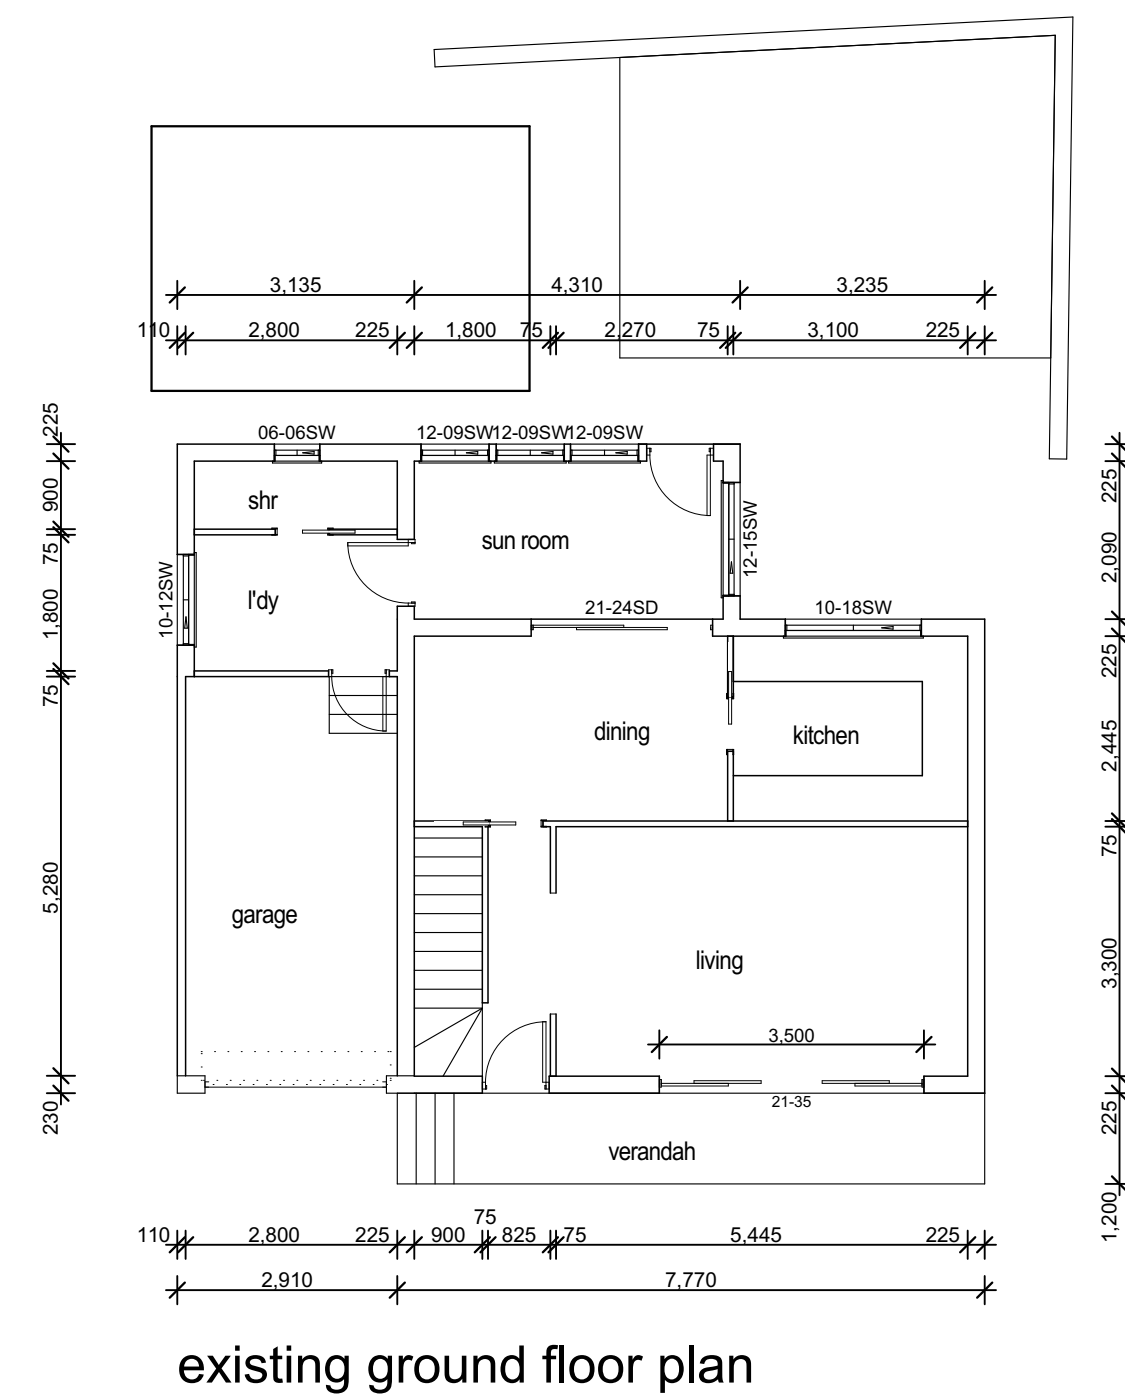 3,135 4,310 3,235
110 2,800 225 1,800 75 2,270 75 3,100 225
06-06SW 12-09SW 12-09SW 12-09SW
225
900
75
1,800
75
5,280
230
shr
sun room
10-12SW
l'dy
12-15SW
21-24SD
10-18SW
dining
kitchen
garage
living
3,500
21-35
verandah
225
2,090
225
2,445
75
3,300
225
1,200
75
110 2,800 225 900 825 75 5,445 225
2,910 7,770
existing ground floor plan